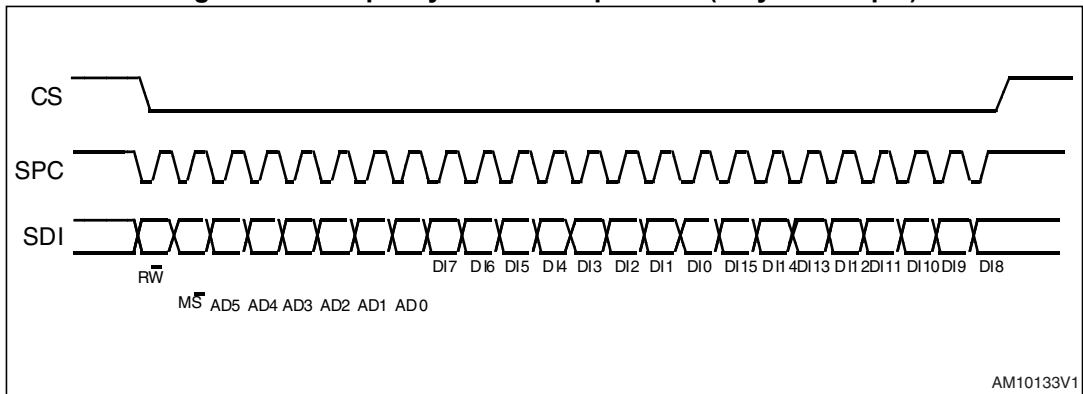 CS
SPC
SDI
DI7 DI6 DI5 DI4 DI3 DI2 DI1 DI0 DI15 DI14 DI13 DI12 DI11 DI10 DI9 DI8
RW̅
MS̅ AD5 AD4 AD3 AD2 AD1 AD0
AM10133V1